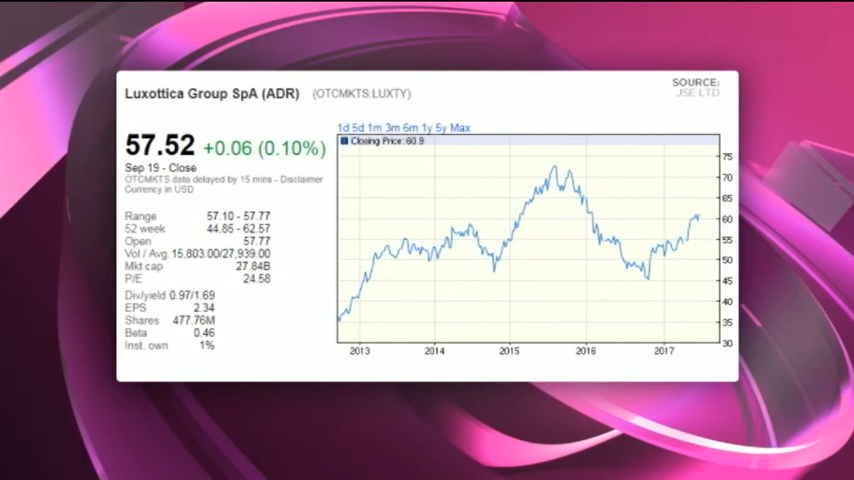 Luxottica Group SpA (ADR) (OTCMKTS:LUXTY)
SOURCE:
JSE LTD
57.52 +0.06 (0.10%)
Sep 19 - Close
OTCMKTS data delayed by 15 mins - Disclaimer
Currency in USD
Range 57.10 - 57.77
52 week 44.85 - 62.57
Open 57.77
Vol / Avg. 15,803.00/27,939.00
Mkt cap 27.84B
P/E 24.58
Div/yield 0.97/1.69
EPS 2.34
Shares 477.76M
Beta 0.46
Inst. own 1%
1d 5d 1m 3m 6m 1y 5y Max
Closing Price: 60.9
75
70
65
60
55
50
45
40
35
30
2013 2014 2015 2016 2017